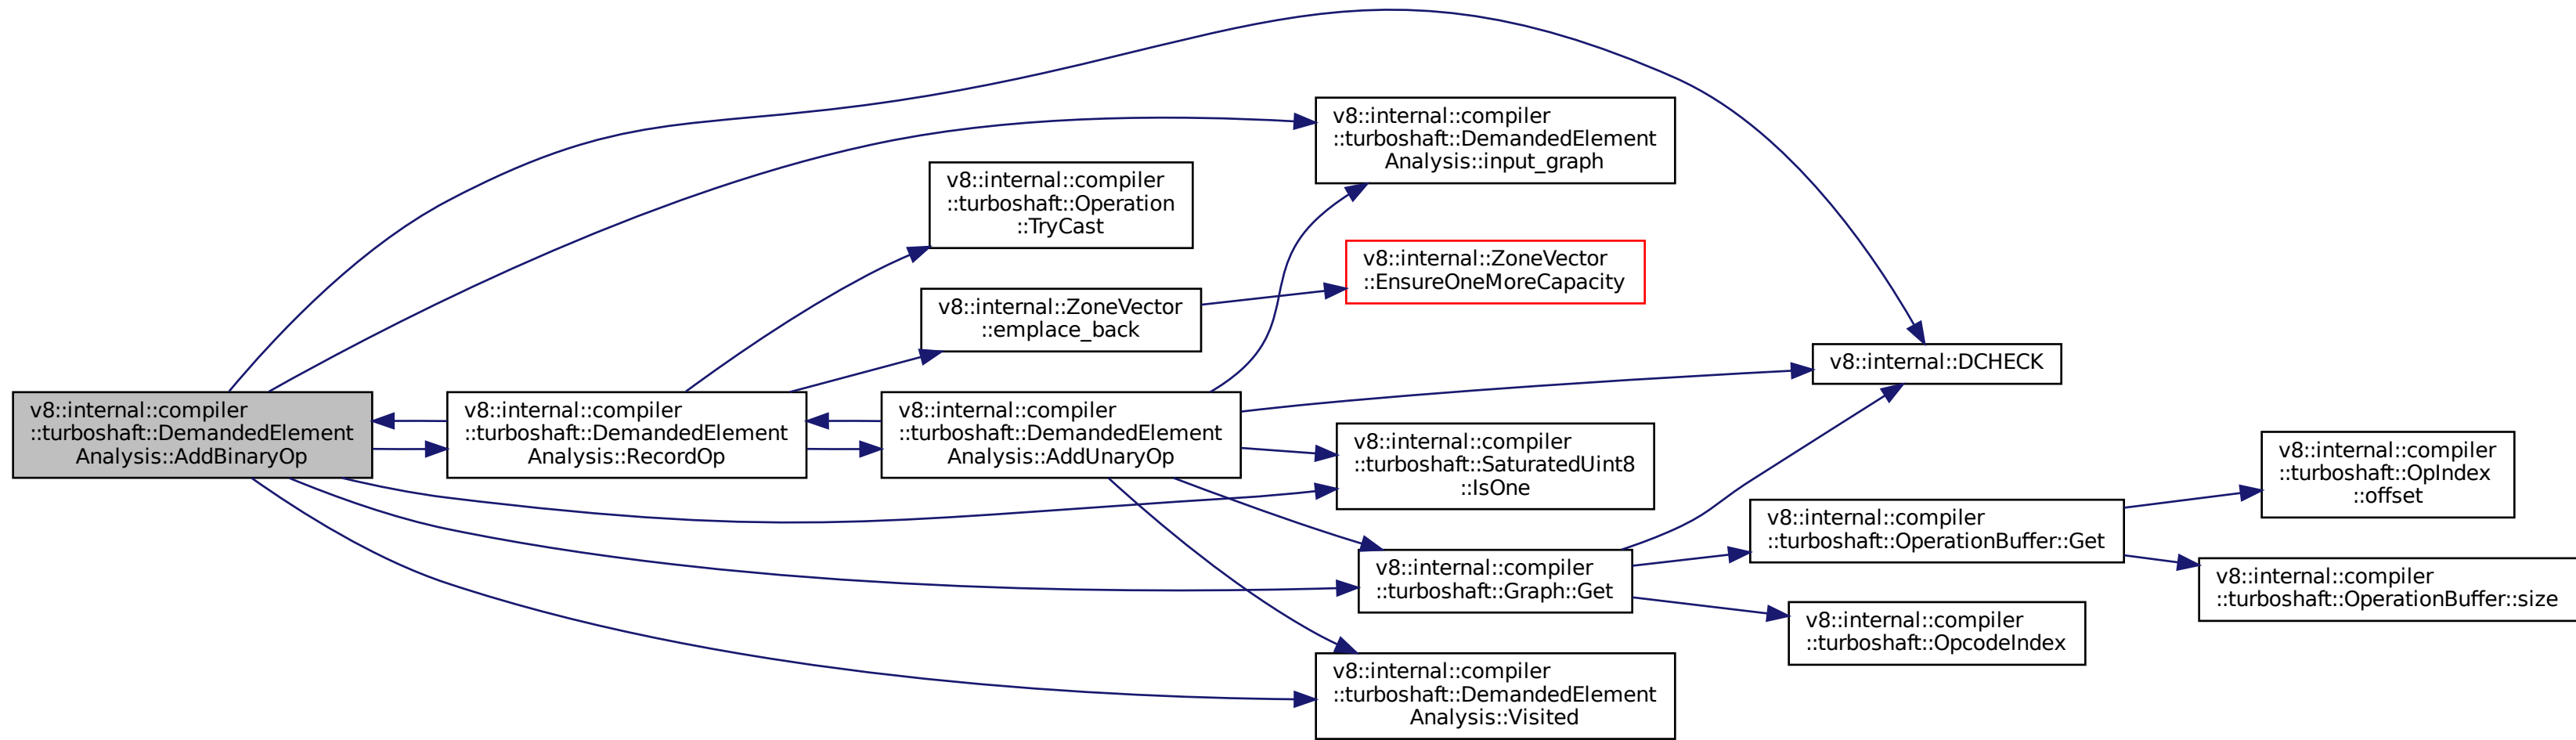 v8::internal::compiler
::turboshaft::DemandedElement
Analysis::AddBinaryOp
v8::internal::compiler
::turboshaft::DemandedElement
Analysis::RecordOp
v8::internal::compiler
::turboshaft::Operation
::TryCast
v8::internal::ZoneVector
::emplace_back
v8::internal::compiler
::turboshaft::DemandedElement
Analysis::AddUnaryOp
v8::internal::compiler
::turboshaft::DemandedElement
Analysis::input_graph
v8::internal::ZoneVector
::EnsureOneMoreCapacity
v8::internal::compiler
::turboshaft::SaturatedUint8
::IsOne
v8::internal::compiler
::turboshaft::Graph::Get
v8::internal::compiler
::turboshaft::DemandedElement
Analysis::Visited
v8::internal::DCHECK
v8::internal::compiler
::turboshaft::OperationBuffer::Get
v8::internal::compiler
::turboshaft::OpcodeIndex
v8::internal::compiler
::turboshaft::OpIndex
::offset
v8::internal::compiler
::turboshaft::OperationBuffer::size